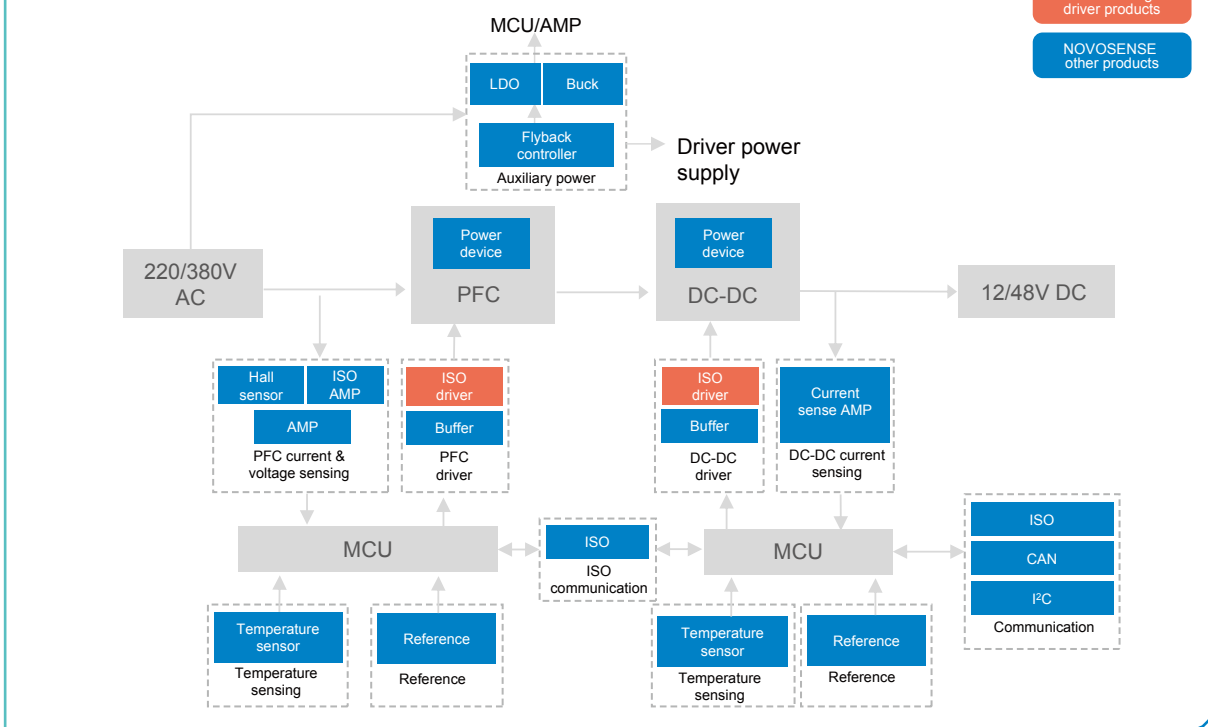 driver products
NOVOSENSE
other products
MCU/AMP
LDO
Buck
Flyback
controller
Auxiliary power
Driver power
supply
220/380V
AC
Power
device
PFC
Power
device
DC-DC
12/48V DC
Hall
sensor
ISO
AMP
AMP
PFC current &
voltage sensing
ISO
driver
Buffer
PFC
driver
ISO
driver
Buffer
DC-DC
driver
Current
sense AMP
DC-DC current
sensing
MCU
ISO
ISO
communication
MCU
ISO
CAN
I²C
Communication
Temperature
sensor
Temperature
sensing
Reference
Reference
Temperature
sensor
Temperature
sensing
Reference
Reference